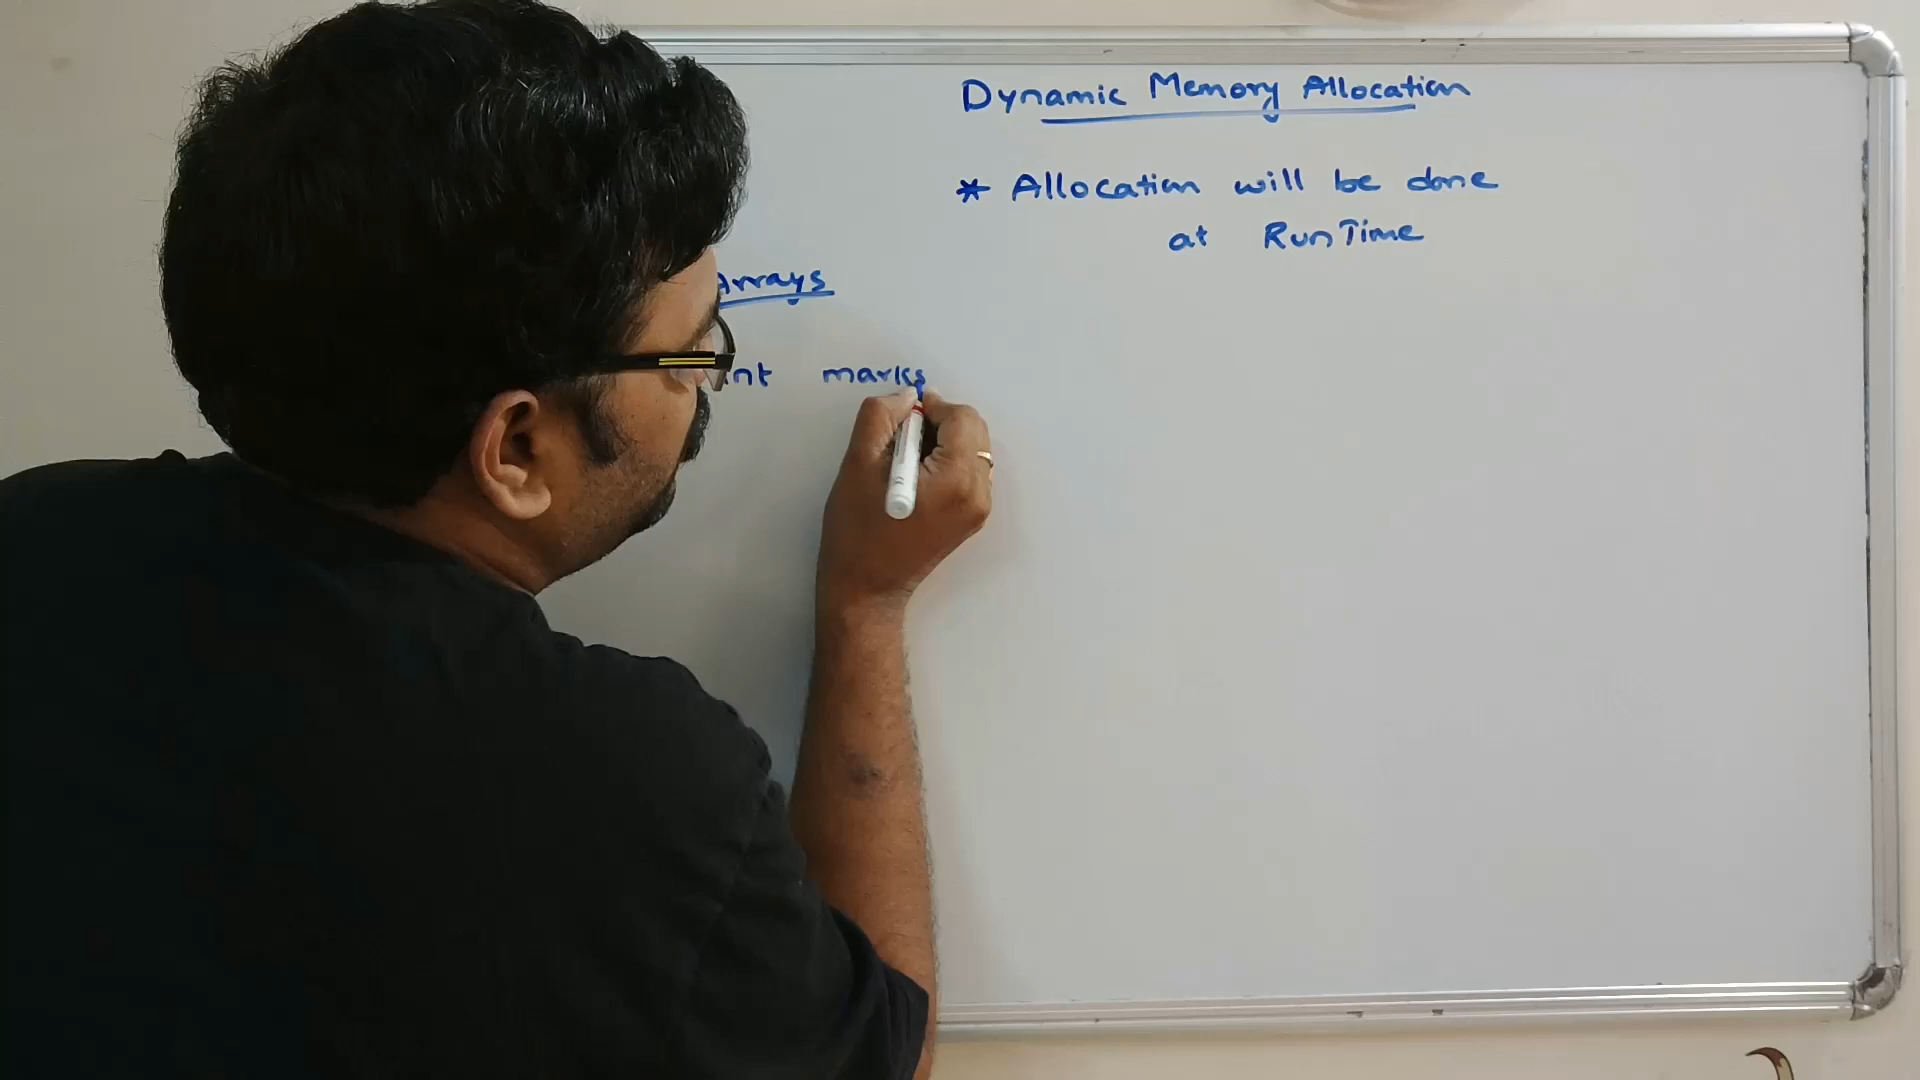 Dynamic Memory Allocation
* Allocation will be done
at RunTime
Arrays
int marks